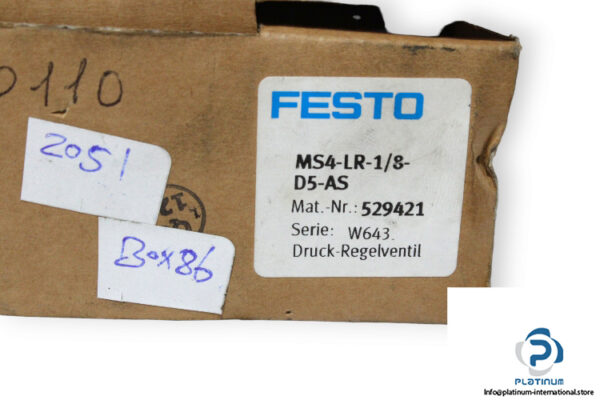 0110
2051
Box86
FESTO
MS4-LR-1/8-
D5-AS
Mat.-Nr.: 529421
Serie: W643.
Druck-Regelventil
PLATINUM
Info@platinum-international.store